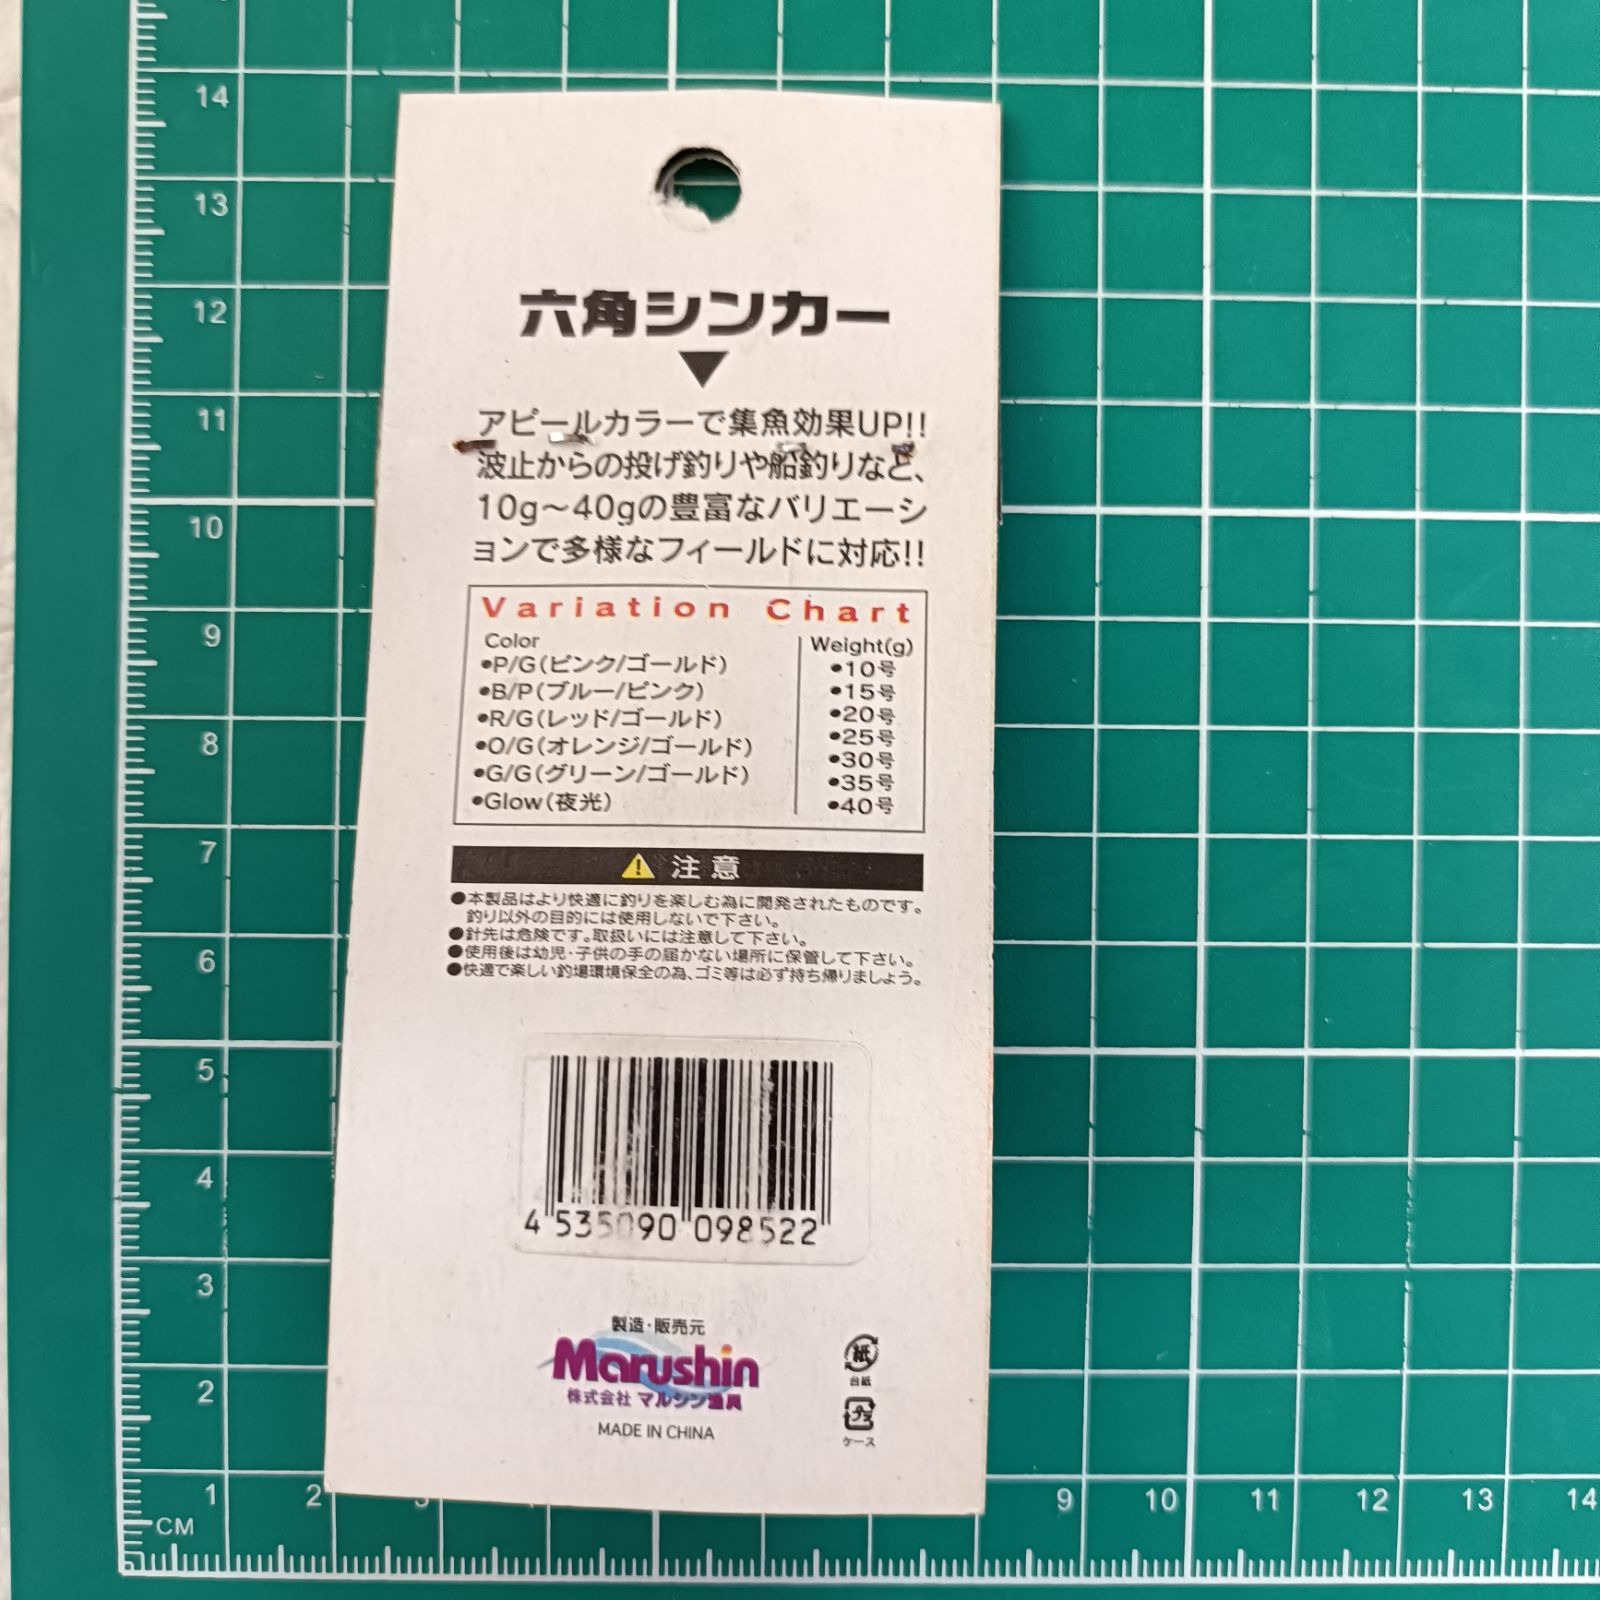 六角シンカー
▼
アピールカラーで集魚効果UP!!
波止からの投げ釣りや船釣りなど、
10g～40gの豊富なバリエーシ
ョンで多様なフィールドに対応!!
Variation Chart
Color
•P/G(ピンク/ゴールド)
•B/P(ブルー/ピンク)
•R/G(レッド/ゴールド)
•O/G(オレンジ/ゴールド)
•G/G(グリーン/ゴールド)
•Glow(夜光)
Weight(g)
•10号
•15号
•20号
•25号
•30号
•35号
•40号
注意
●本製品はより快適に釣りを楽しむ為に開発されたものです。
釣り以外の目的には使用しないで下さい。
●針先は危険です。取扱いには注意して下さい。
●使用後は幼児・子供の手の届かない場所に保管して下さい。
●快適で楽しい釣場環境保全の為、ゴミ等は必ず持ち帰りましょう。
4 535090 098522
製造・販売元
Marushin
株式会社 マルシン漁具
MADE IN CHINA
紙
台紙
プラ
ケース
14
13
12
11
10
9
8
7
6
5
4
3
2
1
CM
2 3 9 10 11 12 13 14